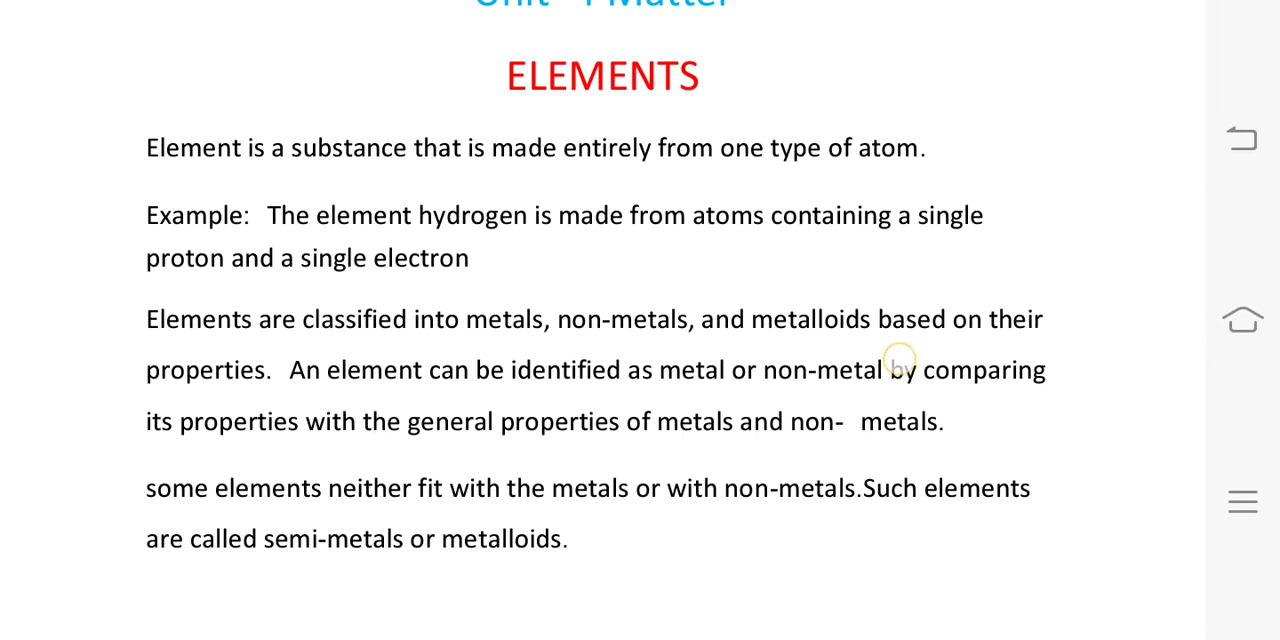 ELEMENTS
Element is a substance that is made entirely from one type of atom.
Example: The element hydrogen is made from atoms containing a single
proton and a single electron
Elements are classified into metals, non-metals, and metalloids based on their
properties. An element can be identified as metal or non-metal by comparing
its properties with the general properties of metals and non- metals.
some elements neither fit with the metals or with non-metals.Such elements
are called semi-metals or metalloids.